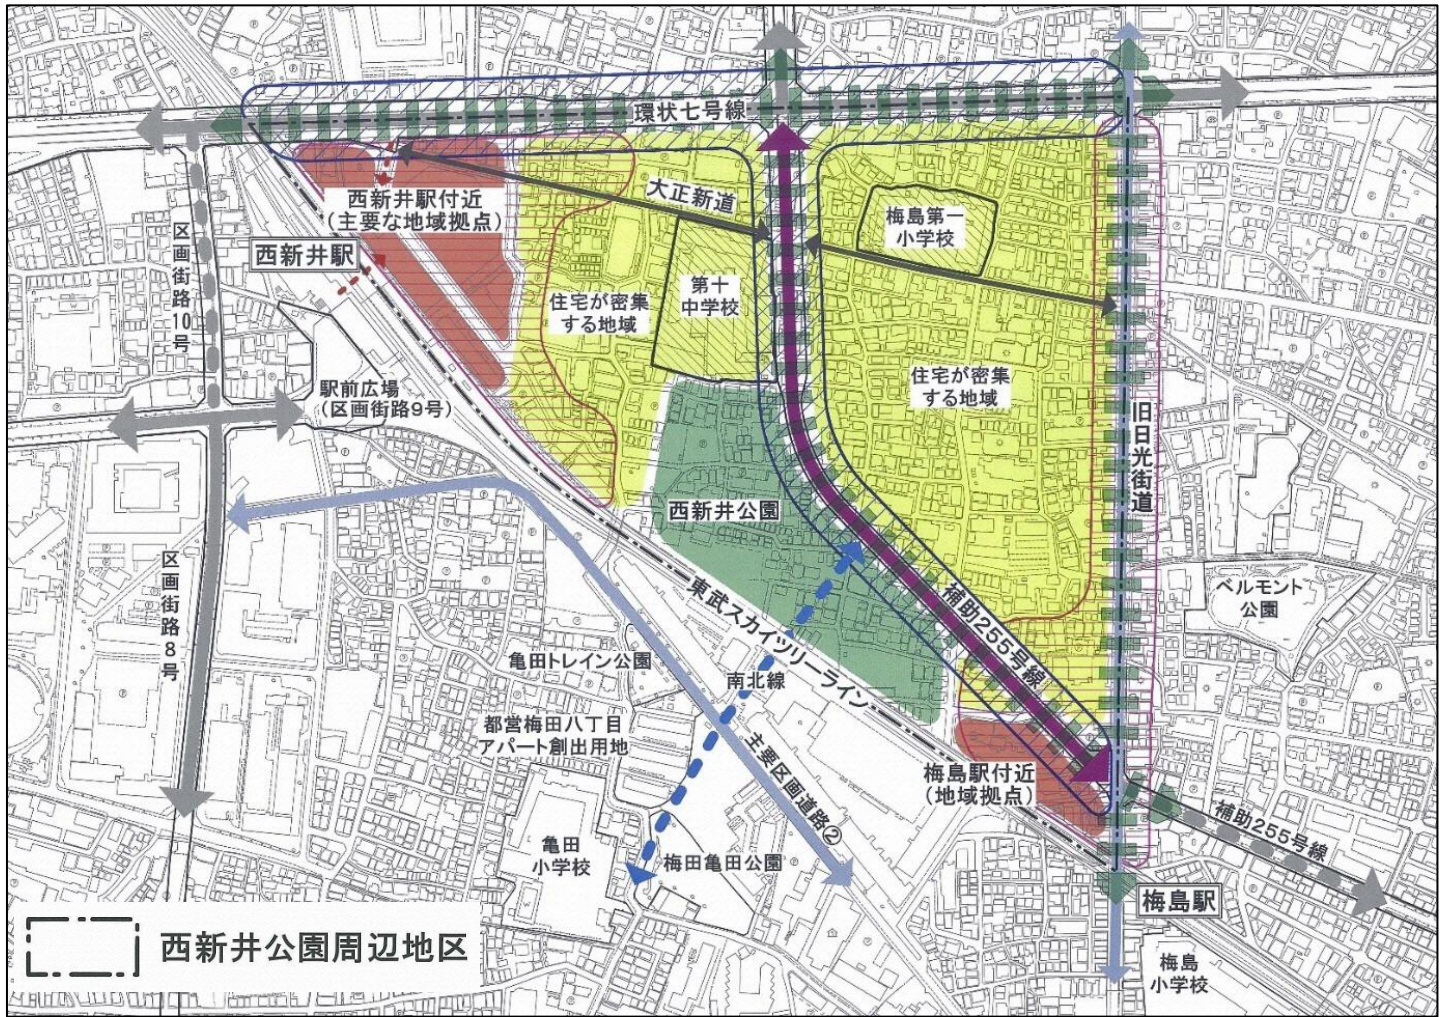 環状七号線
大正新道
西新井駅付近
(主要な地域拠点)
梅島第一
小学校
区画街路10号
西新井駅
第十
中学校
住宅が密集
する地域
駅前広場
(区画街路9号)
住宅が密集
する地域
旧日光街道
西新井公園
区画街路8号
東武スカイツリーライン
補助255号線
ベルモント
公園
亀田トレイン公園
南北線
都営梅田八丁目
アパート創出用地
主要区画道路②
梅島駅付近
(地域拠点)
補助255号線
亀田
小学校
梅田亀田公園
梅島駅
西新井公園周辺地区
梅島
小学校